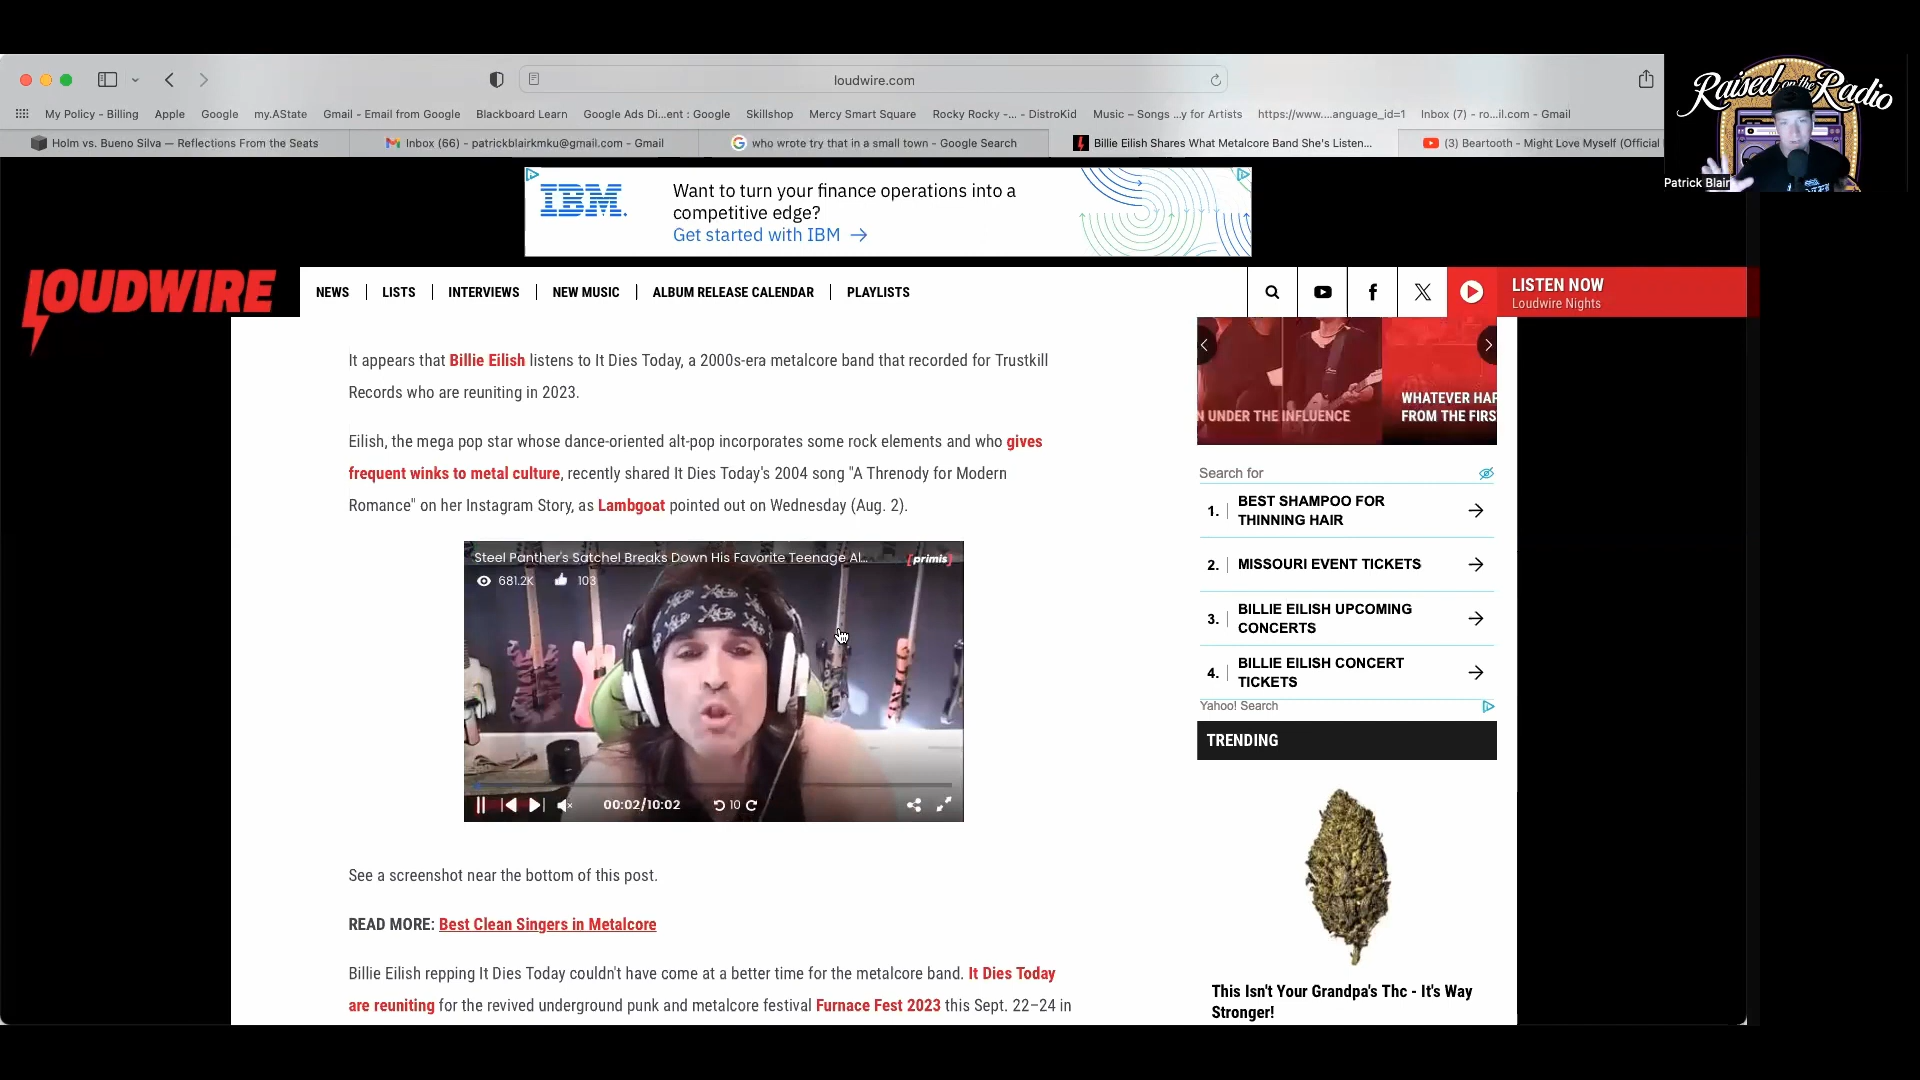 loudwire.com
My Policy - Billing
Apple
Google
my.AState
Gmail - Email from Google
Blackboard Learn
Google Ads Di...ent : Google
Skillshop
Mercy Smart Square
Rocky Rocky -... - DistroKid
Music – Songs ...y for Artists
https://www....anguage_id=1
Inbox (7) - ro...il.com - Gmail
Holm vs. Bueno Silva — Reflections From the Seats
Inbox (66) - patrickblairkmku@gmail.com - Gmail
who wrote try that in a small town - Google Search
Billie Eilish Shares What Metalcore Band She's Listen...
(3) Beartooth - Might Love Myself (Official
Raised on the Radio
Patrick Blair
IBM.
Want to turn your finance operations into a
competitive edge?
Get started with IBM →
LOUDWIRE
NEWS
LISTS
INTERVIEWS
NEW MUSIC
ALBUM RELEASE CALENDAR
PLAYLISTS
LISTEN NOW
Loudwire Nights
It appears that Billie Eilish listens to It Dies Today, a 2000s-era metalcore band that recorded for Trustkill
Records who are reuniting in 2023.
Eilish, the mega pop star whose dance-oriented alt-pop incorporates some rock elements and who gives
frequent winks to metal culture, recently shared It Dies Today's 2004 song "A Threnody for Modern
Romance" on her Instagram Story, as Lambgoat pointed out on Wednesday (Aug. 2).
Steel Panther's Satchel Breaks Down His Favorite Teenage Al...
[primis]
681.2K
103
00:02/10:02
10
See a screenshot near the bottom of this post.
READ MORE: Best Clean Singers in Metalcore
Billie Eilish repping It Dies Today couldn't have come at a better time for the metalcore band. It Dies Today
are reuniting for the revived underground punk and metalcore festival Furnace Fest 2023 this Sept. 22–24 in
N UNDER THE INFLUENCE
WHATEVER HAP
FROM THE FIRS
Search for
1. BEST SHAMPOO FOR
THINNING HAIR
2. MISSOURI EVENT TICKETS
3. BILLIE EILISH UPCOMING
CONCERTS
4. BILLIE EILISH CONCERT
TICKETS
Yahoo! Search
TRENDING
This Isn't Your Grandpa's Thc - It's Way
Stronger!